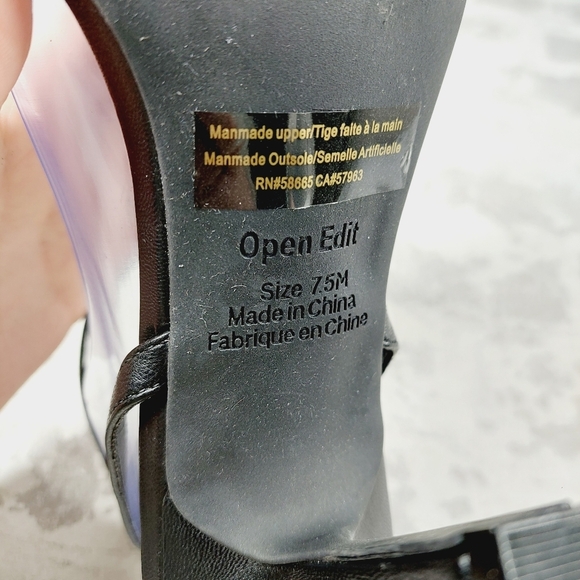 Manmade upper/Tige faite à la main
Manmade Outsole/Semelle Artificielle
RN#58665 CA#57963
Open Edit
Size 7.5M
Made in China
Fabrique en Chine